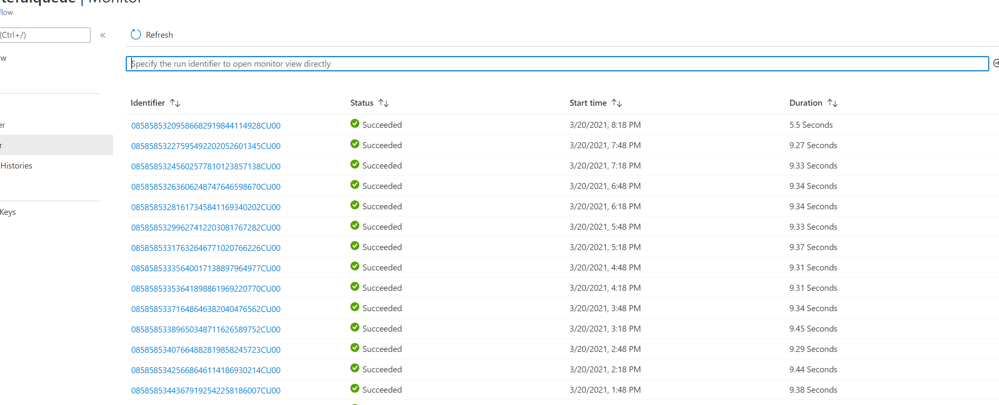 | Monitor
flow
(Ctrl+/) «
Refresh
Specify the run identifier to open monitor view directly
Histories
Keys
Identifier Status Start time Duration
08585853209586682919844114928CU00 Succeeded 3/20/2021, 8:18 PM 5.5 Seconds
08585853227595492202052601345CU00 Succeeded 3/20/2021, 7:48 PM 9.27 Seconds
08585853245602577810123857138CU00 Succeeded 3/20/2021, 7:18 PM 9.33 Seconds
08585853263606248747646598670CU00 Succeeded 3/20/2021, 6:48 PM 9.34 Seconds
08585853281617345841169340202CU00 Succeeded 3/20/2021, 6:18 PM 9.34 Seconds
08585853299627412203081767282CU00 Succeeded 3/20/2021, 5:48 PM 9.33 Seconds
08585853317632646771020766226CU00 Succeeded 3/20/2021, 5:18 PM 9.37 Seconds
08585853335640017138897964977CU00 Succeeded 3/20/2021, 4:48 PM 9.31 Seconds
08585853353641898861969220770CU00 Succeeded 3/20/2021, 4:18 PM 9.31 Seconds
08585853371648646382040476562CU00 Succeeded 3/20/2021, 3:48 PM 9.34 Seconds
08585853389650348711626589752CU00 Succeeded 3/20/2021, 3:18 PM 9.45 Seconds
08585853407664882819858245723CU00 Succeeded 3/20/2021, 2:48 PM 9.29 Seconds
08585853425668646114186930214CU00 Succeeded 3/20/2021, 2:18 PM 9.44 Seconds
08585853443679192542258186007CU00 Succeeded 3/20/2021, 1:48 PM 9.38 Seconds